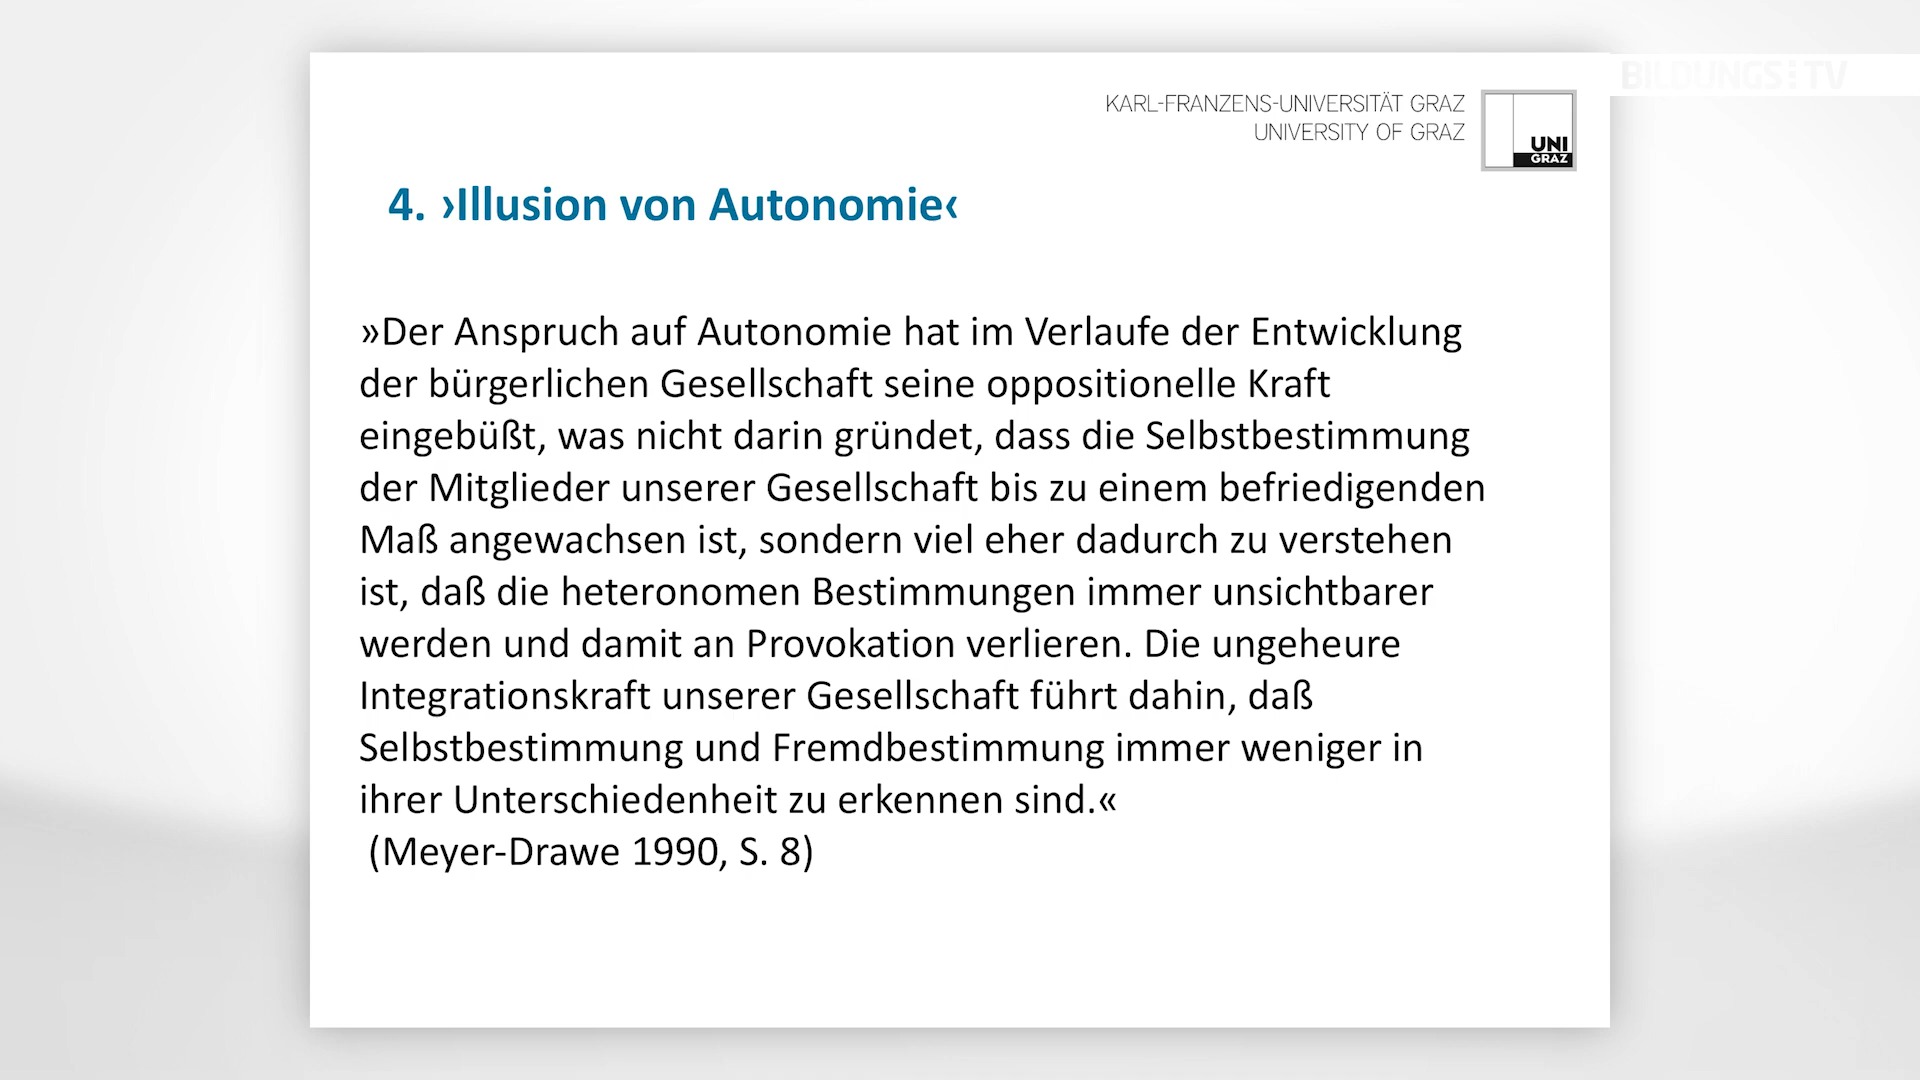 BILDUNGS TV
KARL-FRANZENS-UNIVERSITÄT GRAZ
UNIVERSITY OF GRAZ
UNI
GRAZ
4. ›Illusion von Autonomie‹
»Der Anspruch auf Autonomie hat im Verlaufe der Entwicklung
der bürgerlichen Gesellschaft seine oppositionelle Kraft
eingebüßt, was nicht darin gründet, dass die Selbstbestimmung
der Mitglieder unserer Gesellschaft bis zu einem befriedigenden
Maß angewachsen ist, sondern viel eher dadurch zu verstehen
ist, daß die heteronomen Bestimmungen immer unsichtbarer
werden und damit an Provokation verlieren. Die ungeheure
Integrationskraft unserer Gesellschaft führt dahin, daß
Selbstbestimmung und Fremdbestimmung immer weniger in
ihrer Unterschiedenheit zu erkennen sind.«
(Meyer-Drawe 1990, S. 8)